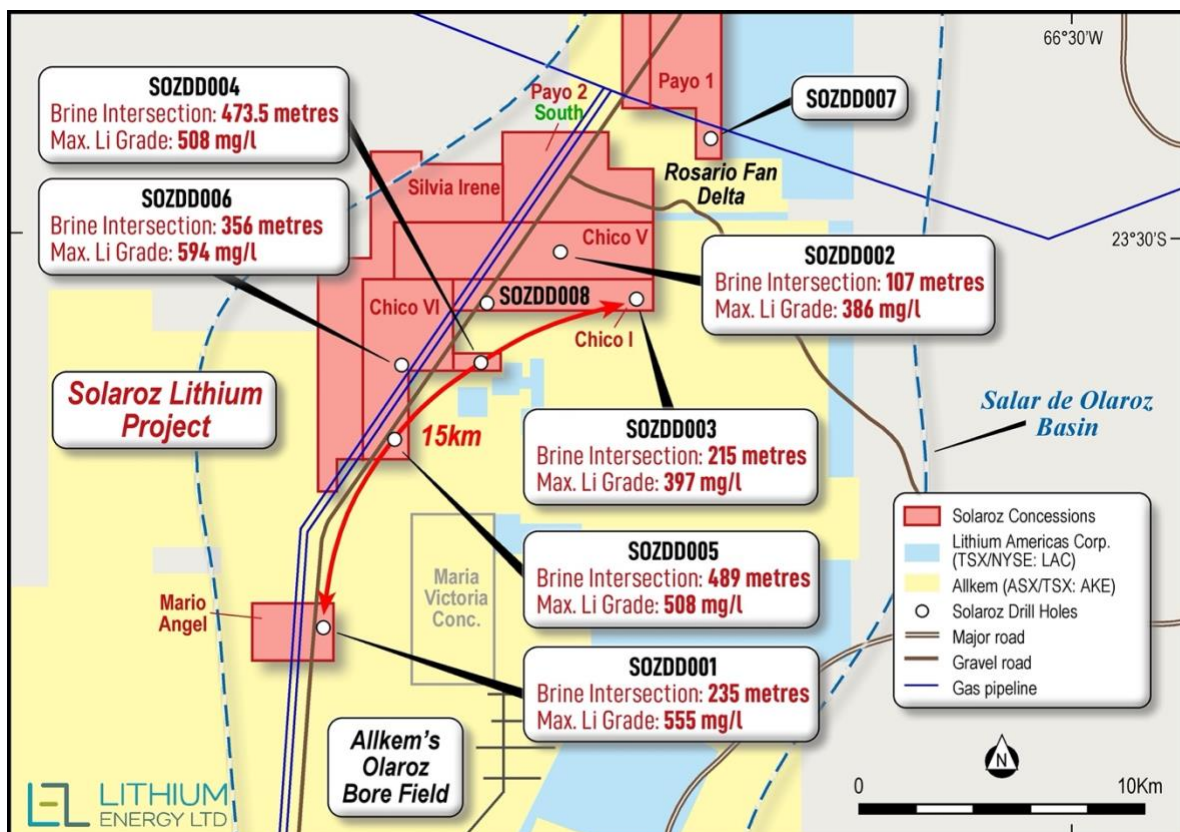 66°30'W
SOZDD004
Brine Intersection: 473.5 metres
Max. Li Grade: 508 mg/l
Payo 2
South
Payo 1
SOZDD007
Silvia Irene
Rosario Fan
Delta
SOZDD006
Brine Intersection: 356 metres
Max. Li Grade: 594 mg/l
Chico V
23°30'S
SOZDD002
Brine Intersection: 107 metres
Max. Li Grade: 386 mg/l
Chico VI
SOZDD008
Chico I
Solaroz Lithium
Project
15km
Salar de Olaroz
Basin
SOZDD003
Brine Intersection: 215 metres
Max. Li Grade: 397 mg/l
Solaroz Concessions
Lithium Americas Corp.
(TSX/NYSE: LAC)
Allkem (ASX/TSX: AKE)
Solaroz Drill Holes
Major road
Gravel road
Gas pipeline
SOZDD005
Brine Intersection: 489 metres
Max. Li Grade: 508 mg/l
Maria
Victoria
Conc.
Mario
Angel
SOZDD001
Brine Intersection: 235 metres
Max. Li Grade: 555 mg/l
Allkem's
Olaroz
Bore Field
N
0
10Km
LITHIUM
ENERGY LTD